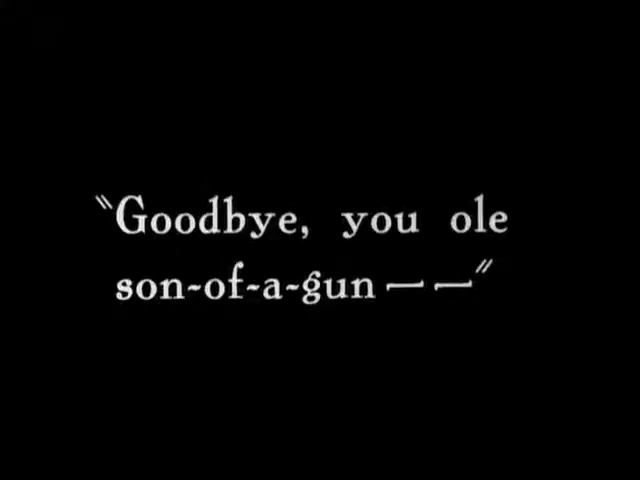 "Goodbye, you ole
son-of-a-gun — —"